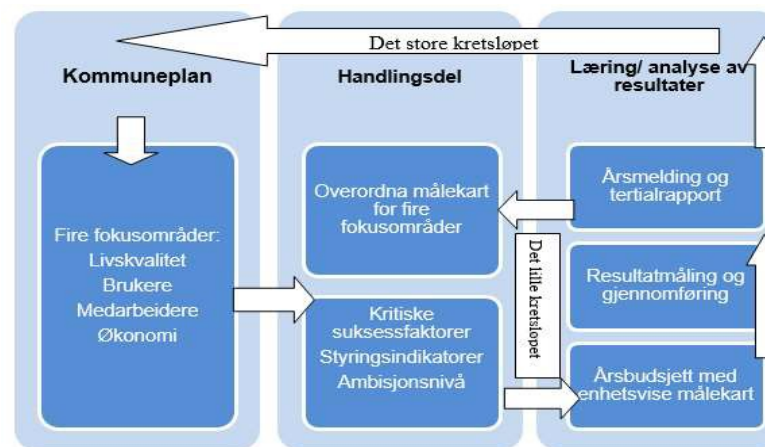 Det store kretsløpet
Kommuneplan
Fire fokusområder:
Livskvalitet
Brukere
Medarbeidere
Økonomi
Handlingsdel
Overordna målekart
for fire
fokusområder
Kritiske
suksessfaktorer
Styringsindikatorer
Ambisjonsnivå
Det lille kretsløpet
Læring/ analyse av
resultater
Årsmelding og
tertialrapport
Resultatmåling og
gjennomføring
Årsbudsjett med
enhetsvise målekart